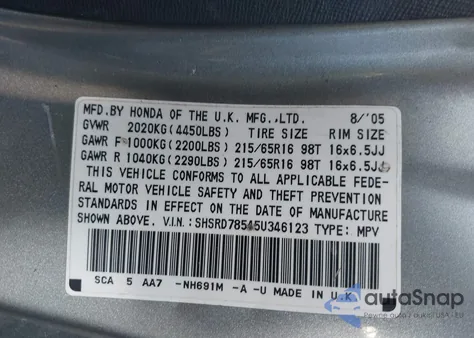 MFD.BY HONDA OF THE U.K. MFG.,LTD. 8/'05
GVWR 2020KG(4450LBS) TIRE SIZE RIM SIZE
GAWR F 1000KG(2200LBS) 215/65R16 98T 16x6.5JJ
GAWR R 1040KG(2290LBS) 215/65R16 98T 16x6.5JJ
THIS VEHICLE CONFORMS TO ALL APPLICABLE FEDE-
RAL MOTOR VEHICLE SAFETY AND THEFT PREVENTION
STANDARDS IN EFFECT ON THE DATE OF MANUFACTURE
SHOWN ABOVE. V.I.N.:SHSRD78545U346123 TYPE: MPV
SCA 5 AA7 -NH691M -A -U MADE IN U.K.
autoSnap